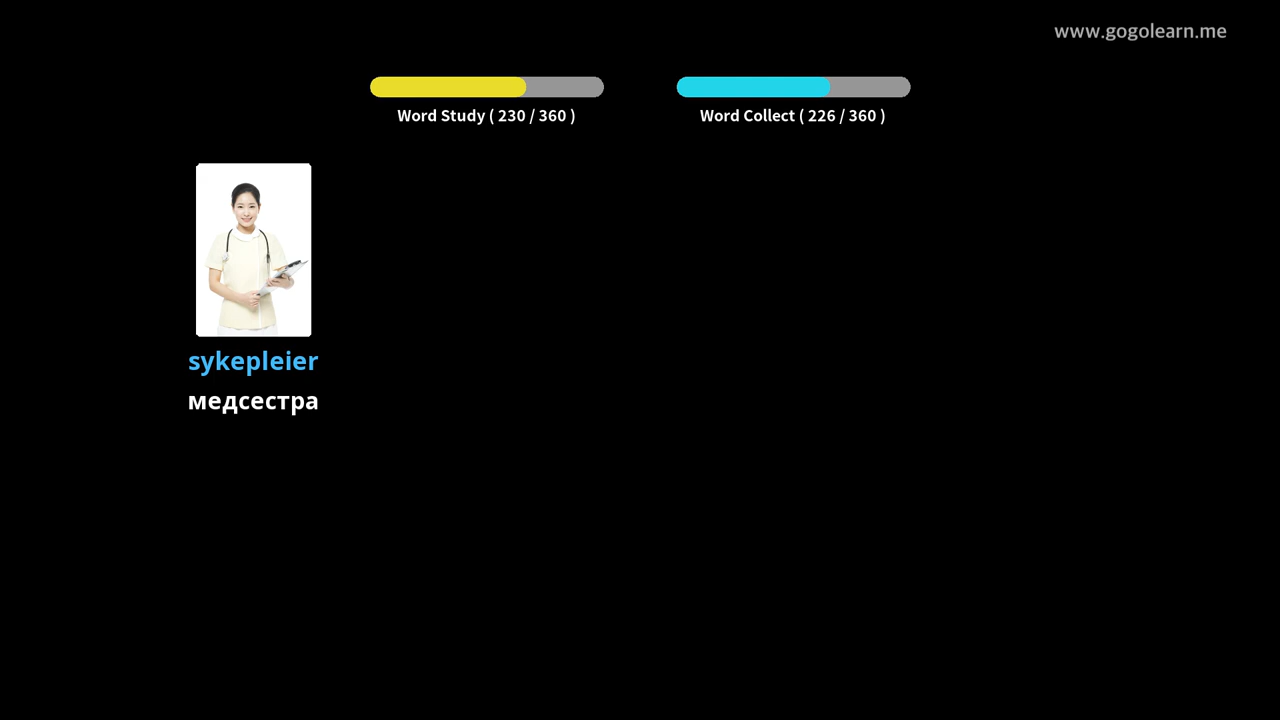 www.gogolearn.me
Word Study ( 230 / 360 )
Word Collect ( 226 / 360 )
sykepleier
медсестра